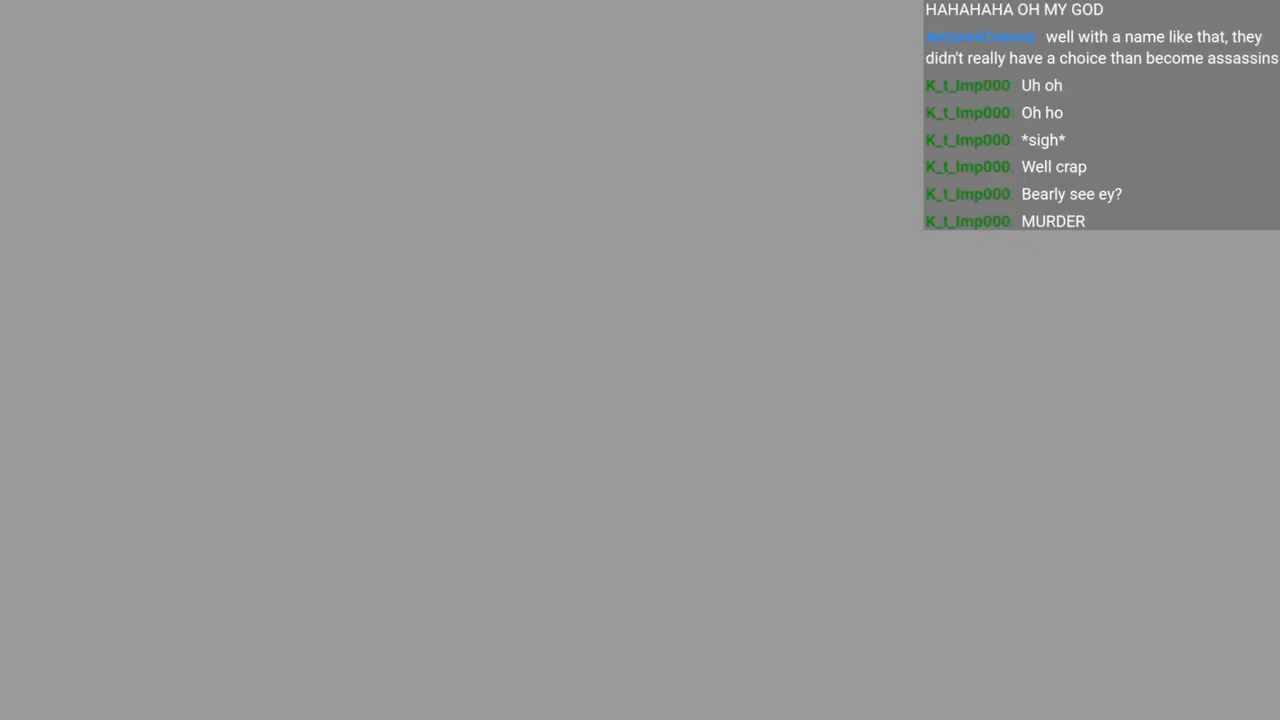 HAHAHAHA OH MY GOD
AntaresConvoy: well with a name like that, they
didn't really have a choice than become assassins
K_t_Imp000: Uh oh
K_t_Imp000: Oh ho
K_t_Imp000: *sigh*
K_t_Imp000: Well crap
K_t_Imp000: Bearly see ey?
K_t_Imp000: MURDER